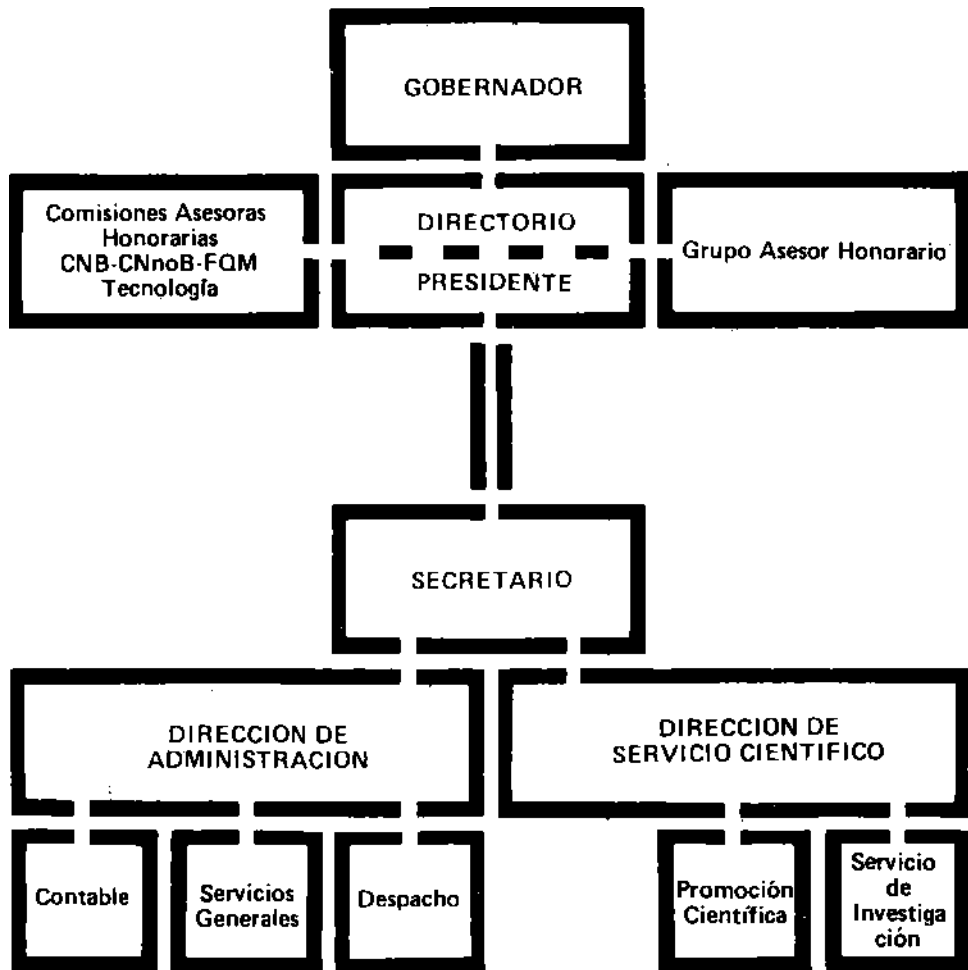 GOBERNADOR
Comisiones Asesoras
Honorarias
CNB-CNnoB-FQM
Tecnología
DIRECTORIO
PRESIDENTE
Grupo Asesor Honorario
SECRETARIO
DIRECCION DE
ADMINISTRACION
DIRECCION DE
SERVICIO CIENTIFICO
Contable
Servicios
Generales
Despacho
Promoción
Científica
Servicio
de
Investiga
ción